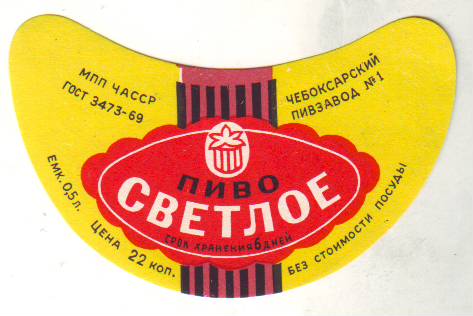 МПП ЧАССР
ГОСТ 3473-69
ЧЕБОКСАРСКИЙ
ПИВЗАВОД №1
ПИВО
СВЕТЛОЕ
СРОК ХРАНЕНИЯ 6 ДНЕЙ
ЕМК. 0,5 л.
ЦЕНА 22 КОП.
БЕЗ СТОИМОСТИ ПОСУДЫ